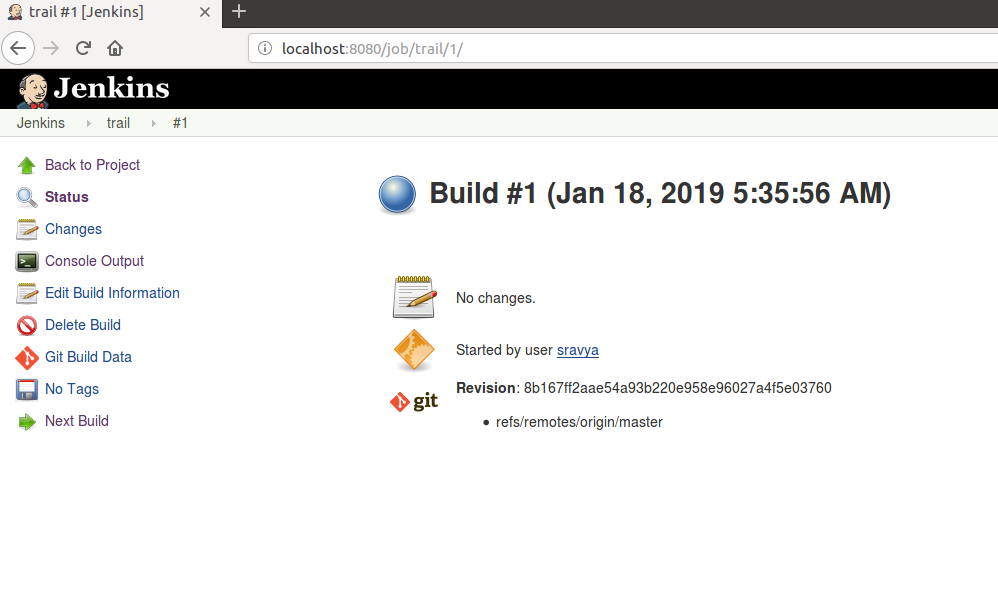 trail #1 [Jenkins]
localhost:8080/job/trail/1/
Jenkins
Jenkins trail #1
Back to Project
Status
Changes
Console Output
Edit Build Information
Delete Build
Git Build Data
No Tags
Next Build
Build #1 (Jan 18, 2019 5:35:56 AM)
No changes.
Started by user sravya
git
Revision: 8b167ff2aae54a93b220e958e96027a4f5e03760
refs/remotes/origin/master